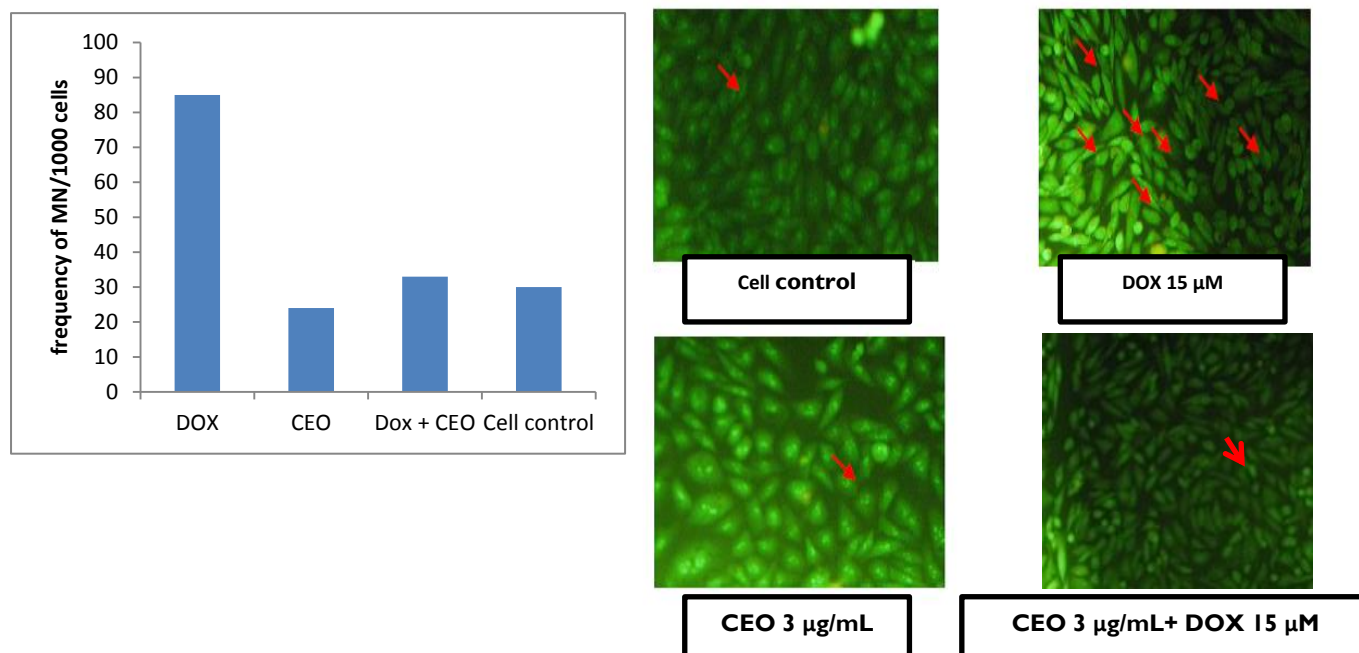 frequency of MN/1000 cells
100
90
80
70
60
50
40
30
20
10
0
DOX CEO Dox + CEO Cell control
Cell control
DOX 15 µM
CEO 3 µg/mL
CEO 3 µg/mL+ DOX 15 µM